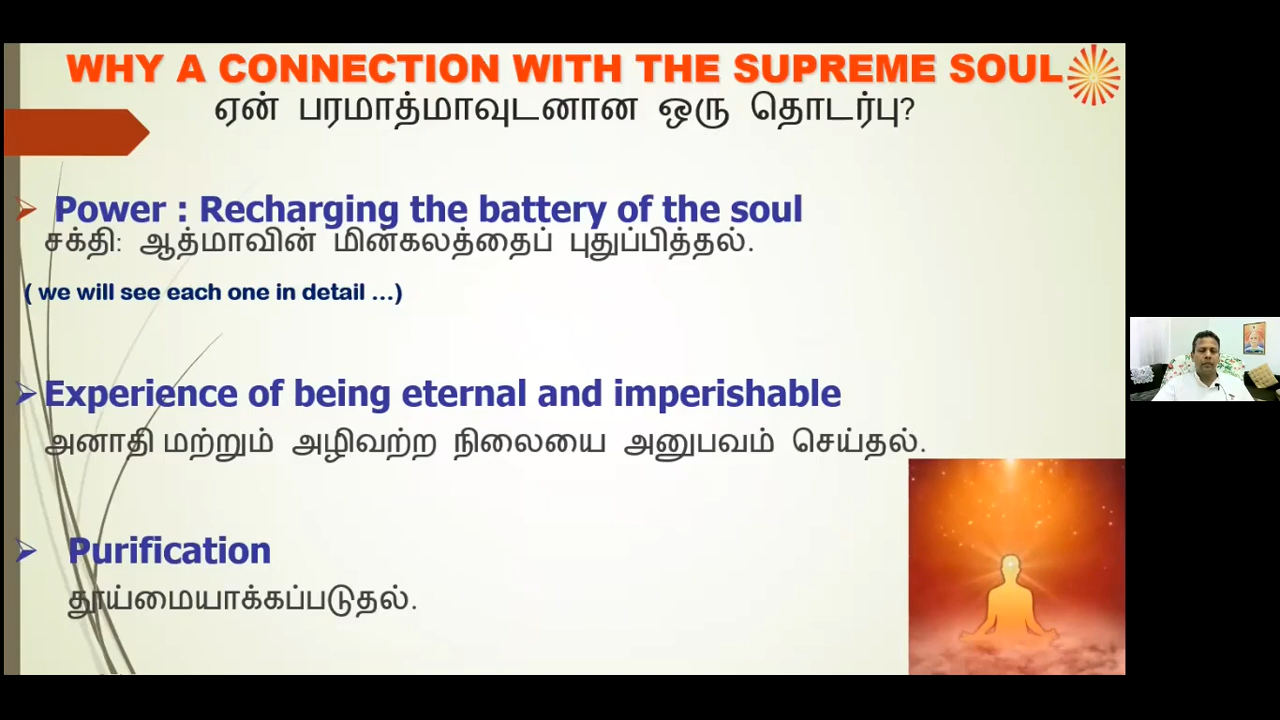 WHY A CONNECTION WITH THE SUPREME SOUL
ஏன் பரமாத்மாவுடனான ஒரு தொடர்பு?
Power : Recharging the battery of the soul
சக்தி: ஆத்மாவின் மின்கலத்தைப் புதுப்பித்தல்.
( we will see each one in detail ...)
Experience of being eternal and imperishable
அனாதி மற்றும் அழிவற்ற நிலையை அனுபவம் செய்தல்.
Purification
தூய்மையாக்கப்படுதல்.